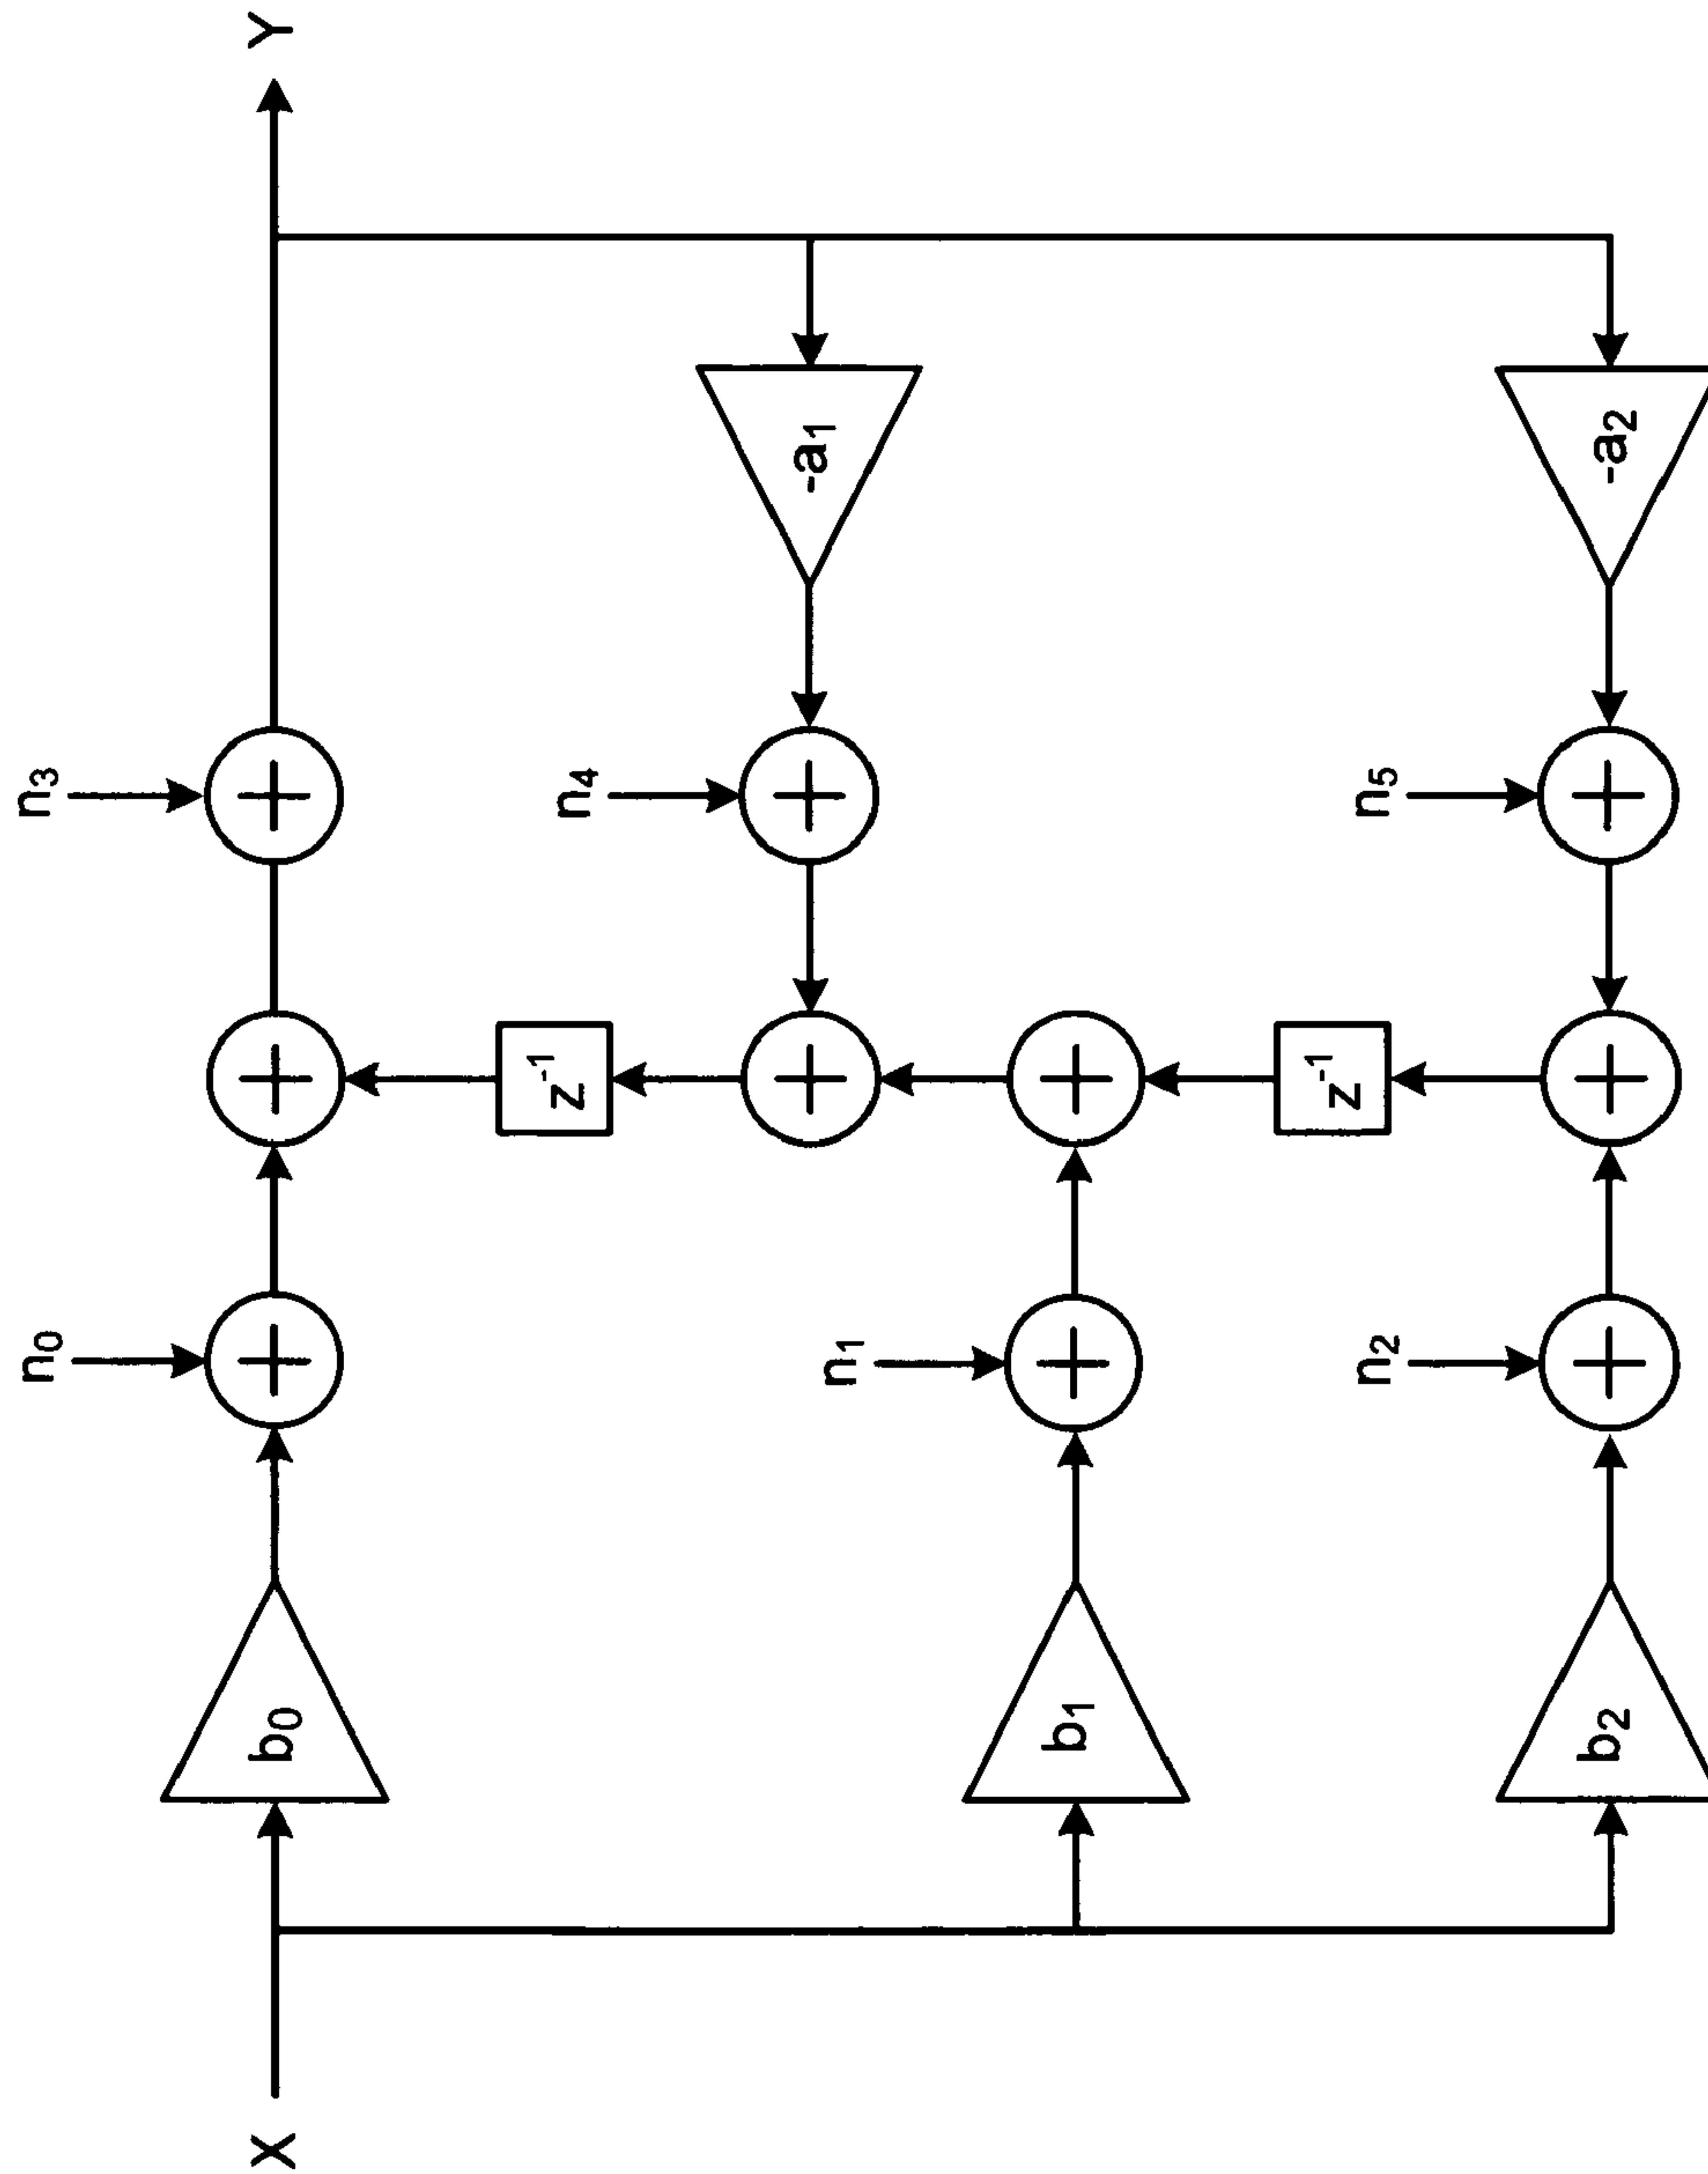 n₀ n₃
X b₀ Y
z⁻¹
n₄
-a₁
n₁
b₁
z⁻¹
n₂ n₅
b₂ -a₂